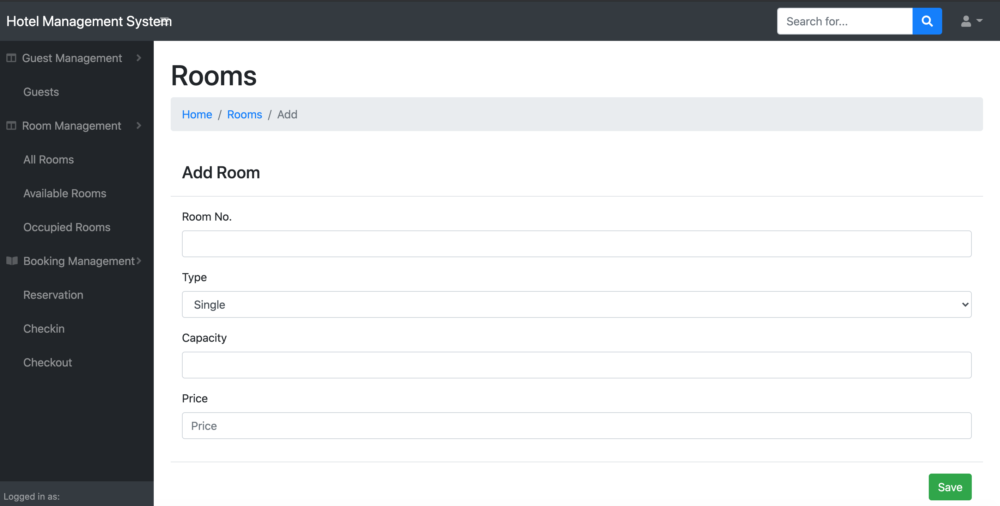 Hotel Management System
Search for...
Guest Management
Guests
Room Management
All Rooms
Available Rooms
Occupied Rooms
Booking Management
Reservation
Checkin
Checkout
Logged in as:
Rooms
Home / Rooms / Add
Add Room
Room No.
Type
Single
Capacity
Price
Price
Save